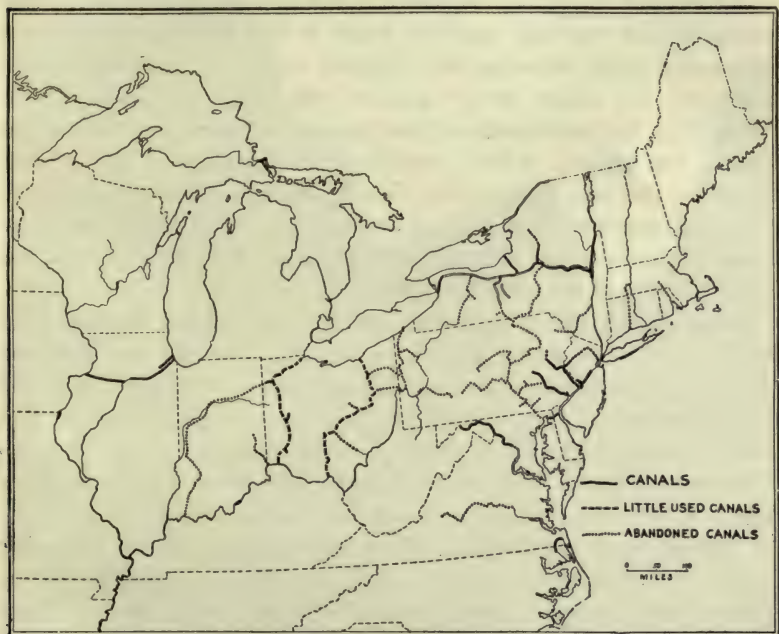 CANALS
LITTLE USED CANALS
ABANDONED CANALS
0 50 100
MILES